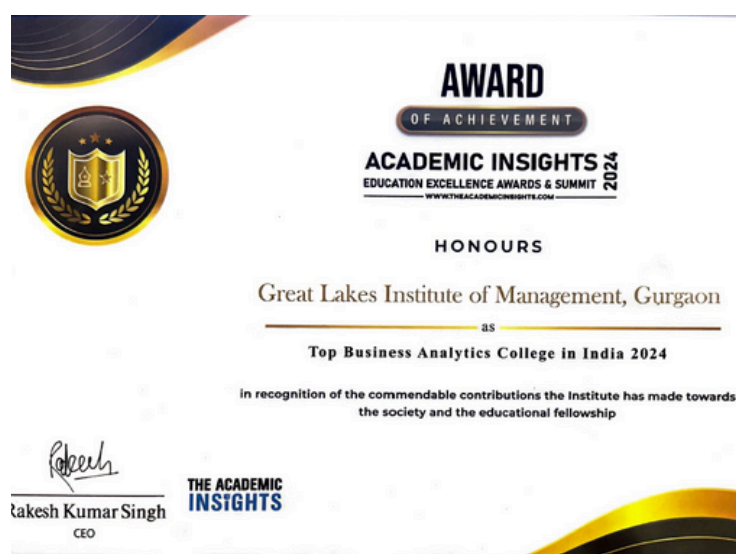 AWARD
OF ACHIEVEMENT
ACADEMIC INSIGHTS 2024
EDUCATION EXCELLENCE AWARDS & SUMMIT
WWW.THEACADEMICINSIGHTS.COM
HONOURS
Great Lakes Institute of Management, Gurgaon
as
Top Business Analytics College in India 2024
in recognition of the commendable contributions the Institute has made towards
the society and the educational fellowship
Rakesh
Rakesh Kumar Singh
CEO
THE ACADEMIC
INSIGHTS